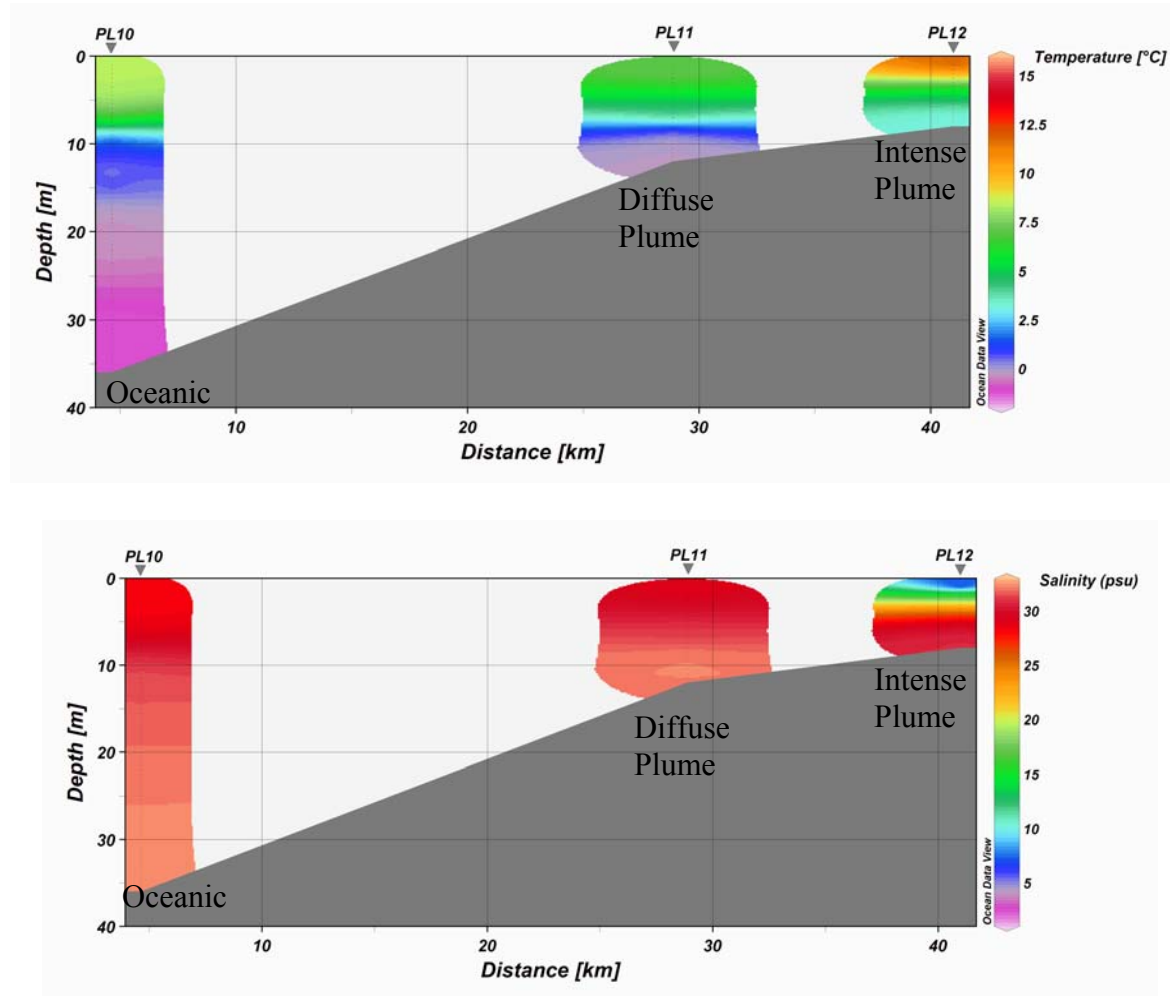 PL10 PL11 PL12
Temperature [°C]
0
10
20
30
40
Depth [m]
15
12.5
10
7.5
5
2.5
0
Ocean Data View
Intense
Plume
Diffuse
Plume
Oceanic
10 20 30 40
Distance [km]
PL10 PL11 PL12
Salinity (psu)
0
10
20
30
40
Depth [m]
30
25
20
15
10
5
Ocean Data View
Intense
Plume
Diffuse
Plume
Oceanic
10 20 30 40
Distance [km]